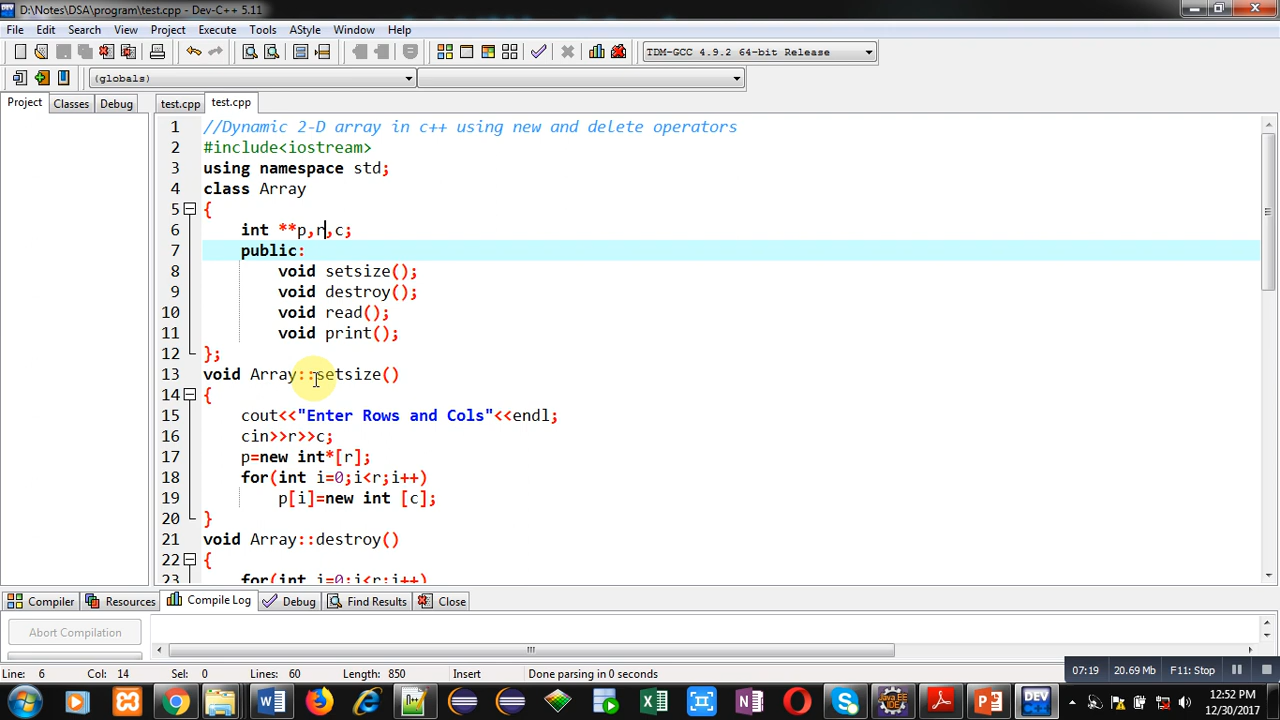 D:\Notes\DSA\program\test.cpp - Dev-C++ 5.11
File Edit Search View Project Execute Tools AStyle Window Help
TDM-GCC 4.9.2 64-bit Release
(globals)
Project Classes Debug test.cpp test.cpp
1 //Dynamic 2-D array in c++ using new and delete operators
2 #include<iostream>
3 using namespace std;
4 class Array
5 {
6 int **p,r,c;
7 public:
8 void setsize();
9 void destroy();
10 void read();
11 void print();
12 };
13 void Array::setsize()
14 {
15 cout<<"Enter Rows and Cols"<<endl;
16 cin>>r>>c;
17 p=new int*[r];
18 for(int i=0;i<r;i++)
19 p[i]=new int [c];
20 }
21 void Array::destroy()
22 {
23 for(int i=0;i<r;i++)
Compiler Resources Compile Log Debug Find Results Close
Abort Compilation
Line: 6 Col: 14 Sel: 0 Lines: 60 Length: 850 Insert Done parsing in 0 seconds
07:19 20.69 Mb F11: Stop
12:52 PM
12/30/2017